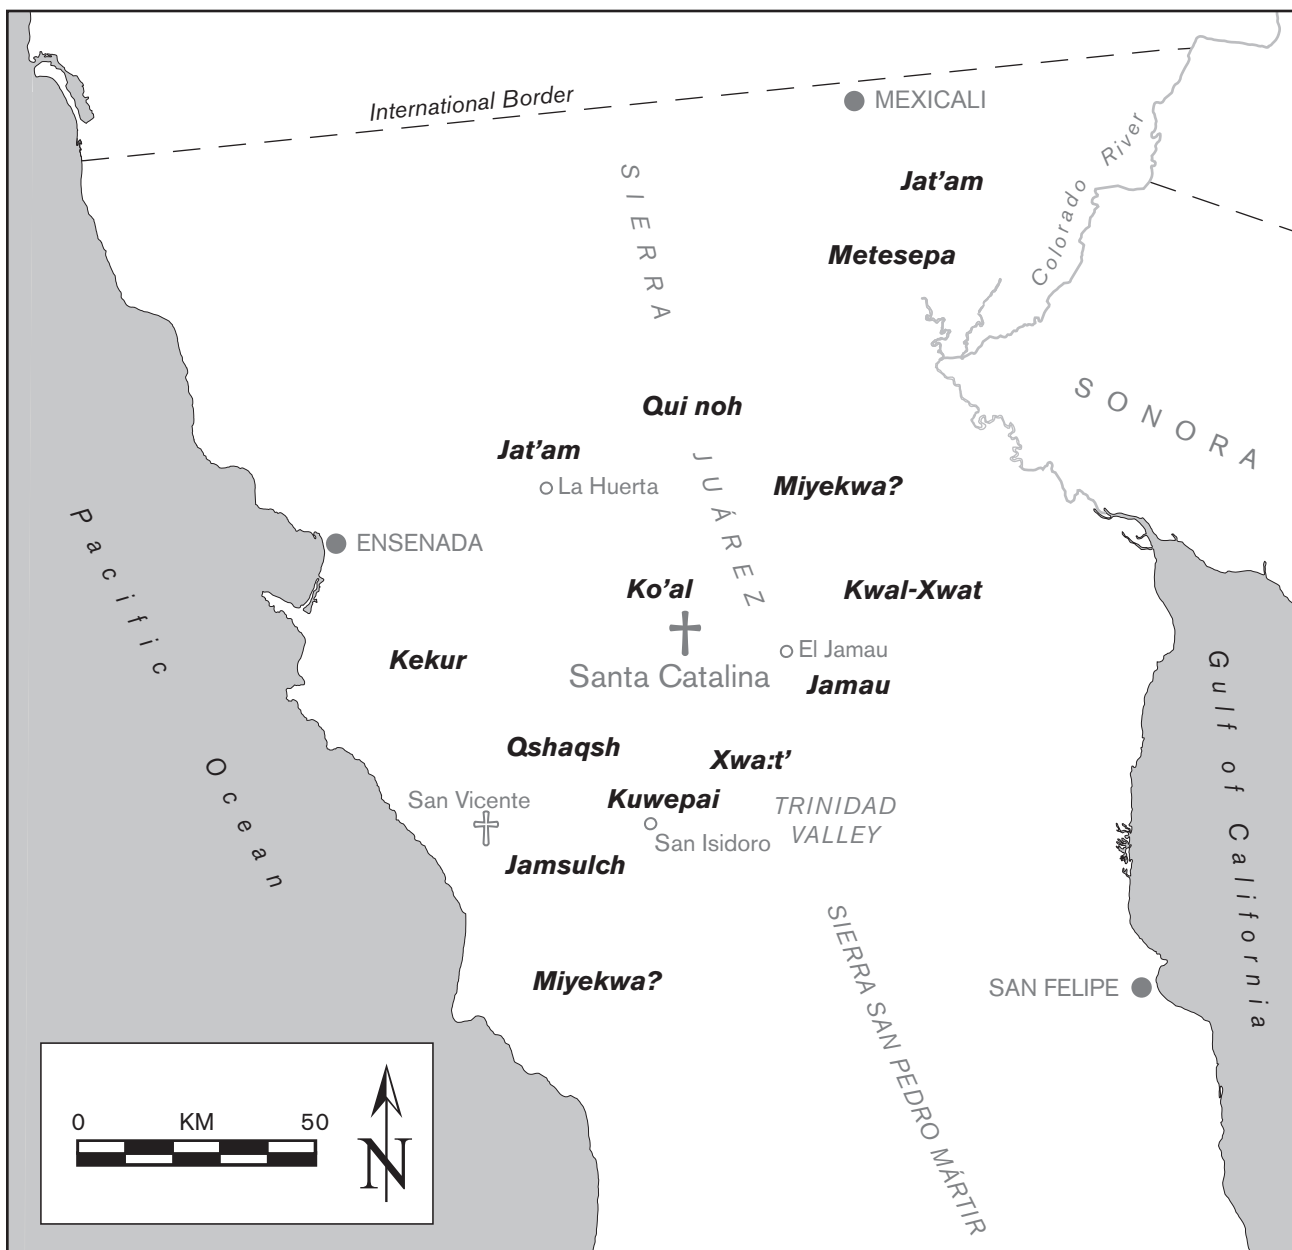 International Border
MEXICALI
Colorado River
Jat’am
SIERRA
Metesepa
SONORA
Qui noh
Jat’am
La Huerta
JUÁREZ
Miyekwa?
Pacific
ENSENADA
Ko’al
Kwal-Xwat
El Jamau
Kekur
Santa Catalina
Jamau
Gulf of California
Qshaqsh
Xwa:t’
Ocean
San Vicente
Kuwepai
TRINIDAD
VALLEY
San Isidoro
Jamsulch
SIERRA SAN PEDRO MÁRTIR
Miyekwa?
SAN FELIPE
0 KM 50
N